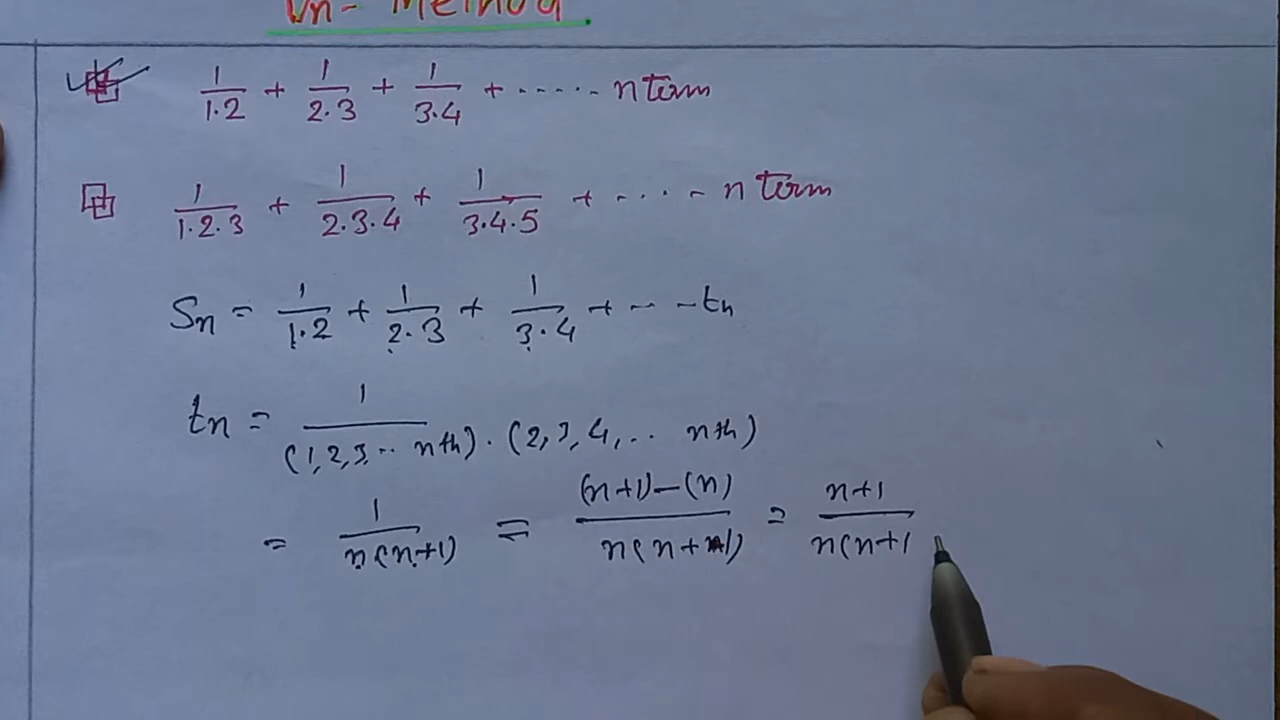 Vn- Method.
1/1·2 + 1/2·3 + 1/3·4 + ..... n term
1/1·2·3 + 1/2·3·4 + 1/3·4·5 + .... n term
Sn = 1/1·2 + 1/2·3 + 1/3·4 + -- -tn
tn = 1/(1,2,3,.. nth)·(2,3,4,.. nth)
= 1/n(n+1) = (n+1)-(n)/n(n+1) = n+1/n(n+1